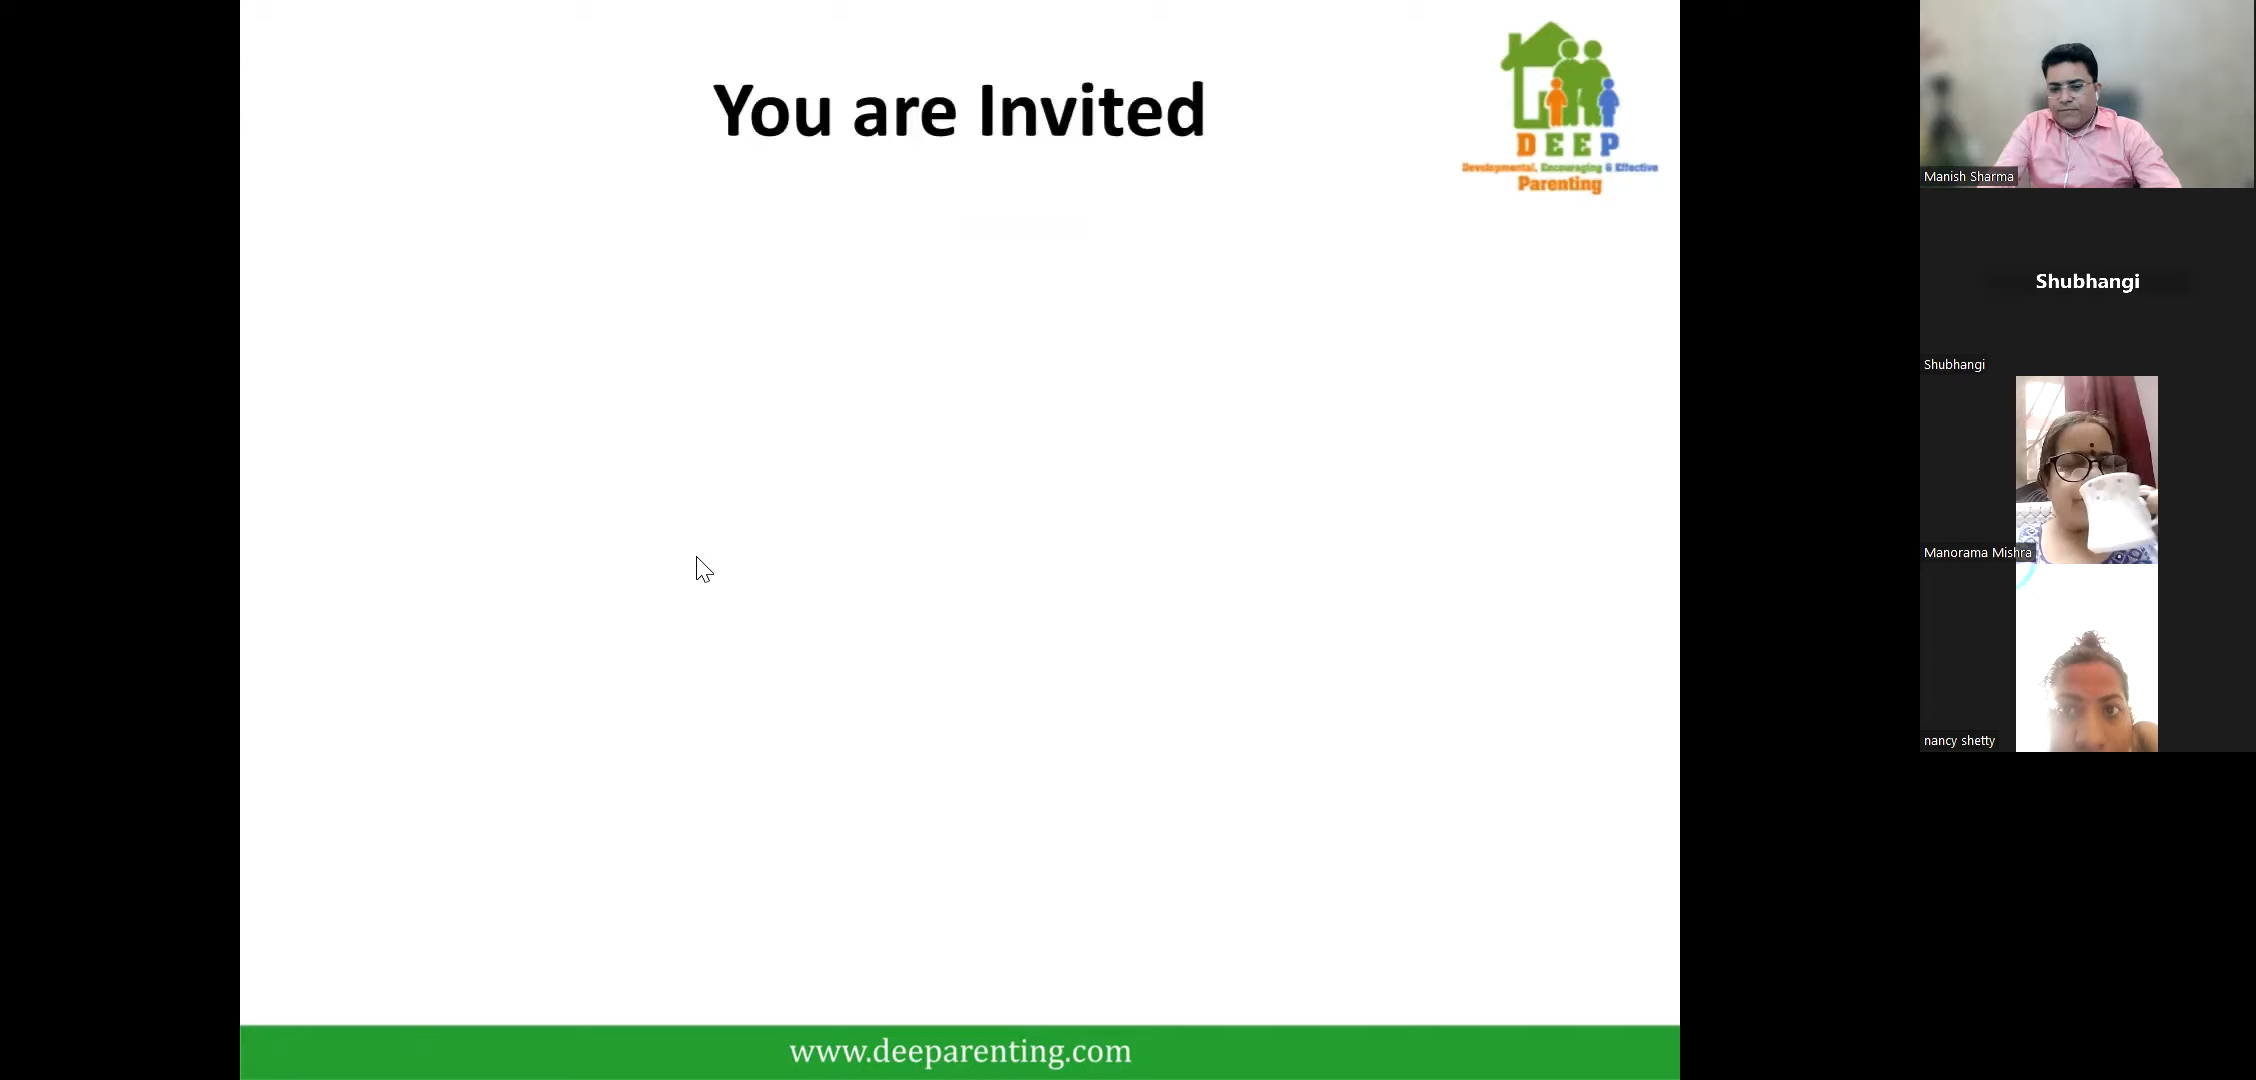 You are Invited
DEEP
Developmental, Encouraging & Effective
Parenting
www.deeparenting.com
Manish Sharma
Shubhangi
Shubhangi
Manorama Mishra
nancy shetty